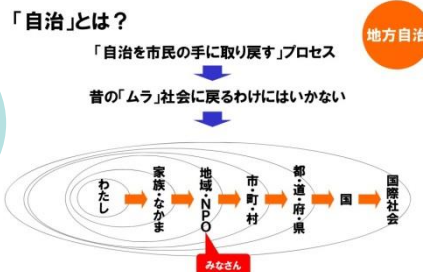 「自治」とは？
地方自治
「自治を市民の手に取り戻す」プロセス
昔の「ムラ」社会に戻るわけにはいかない
わたし
家族・なかま
地域・NPO
市・町・村
都・道・府・県
国
国際社会
みなさん